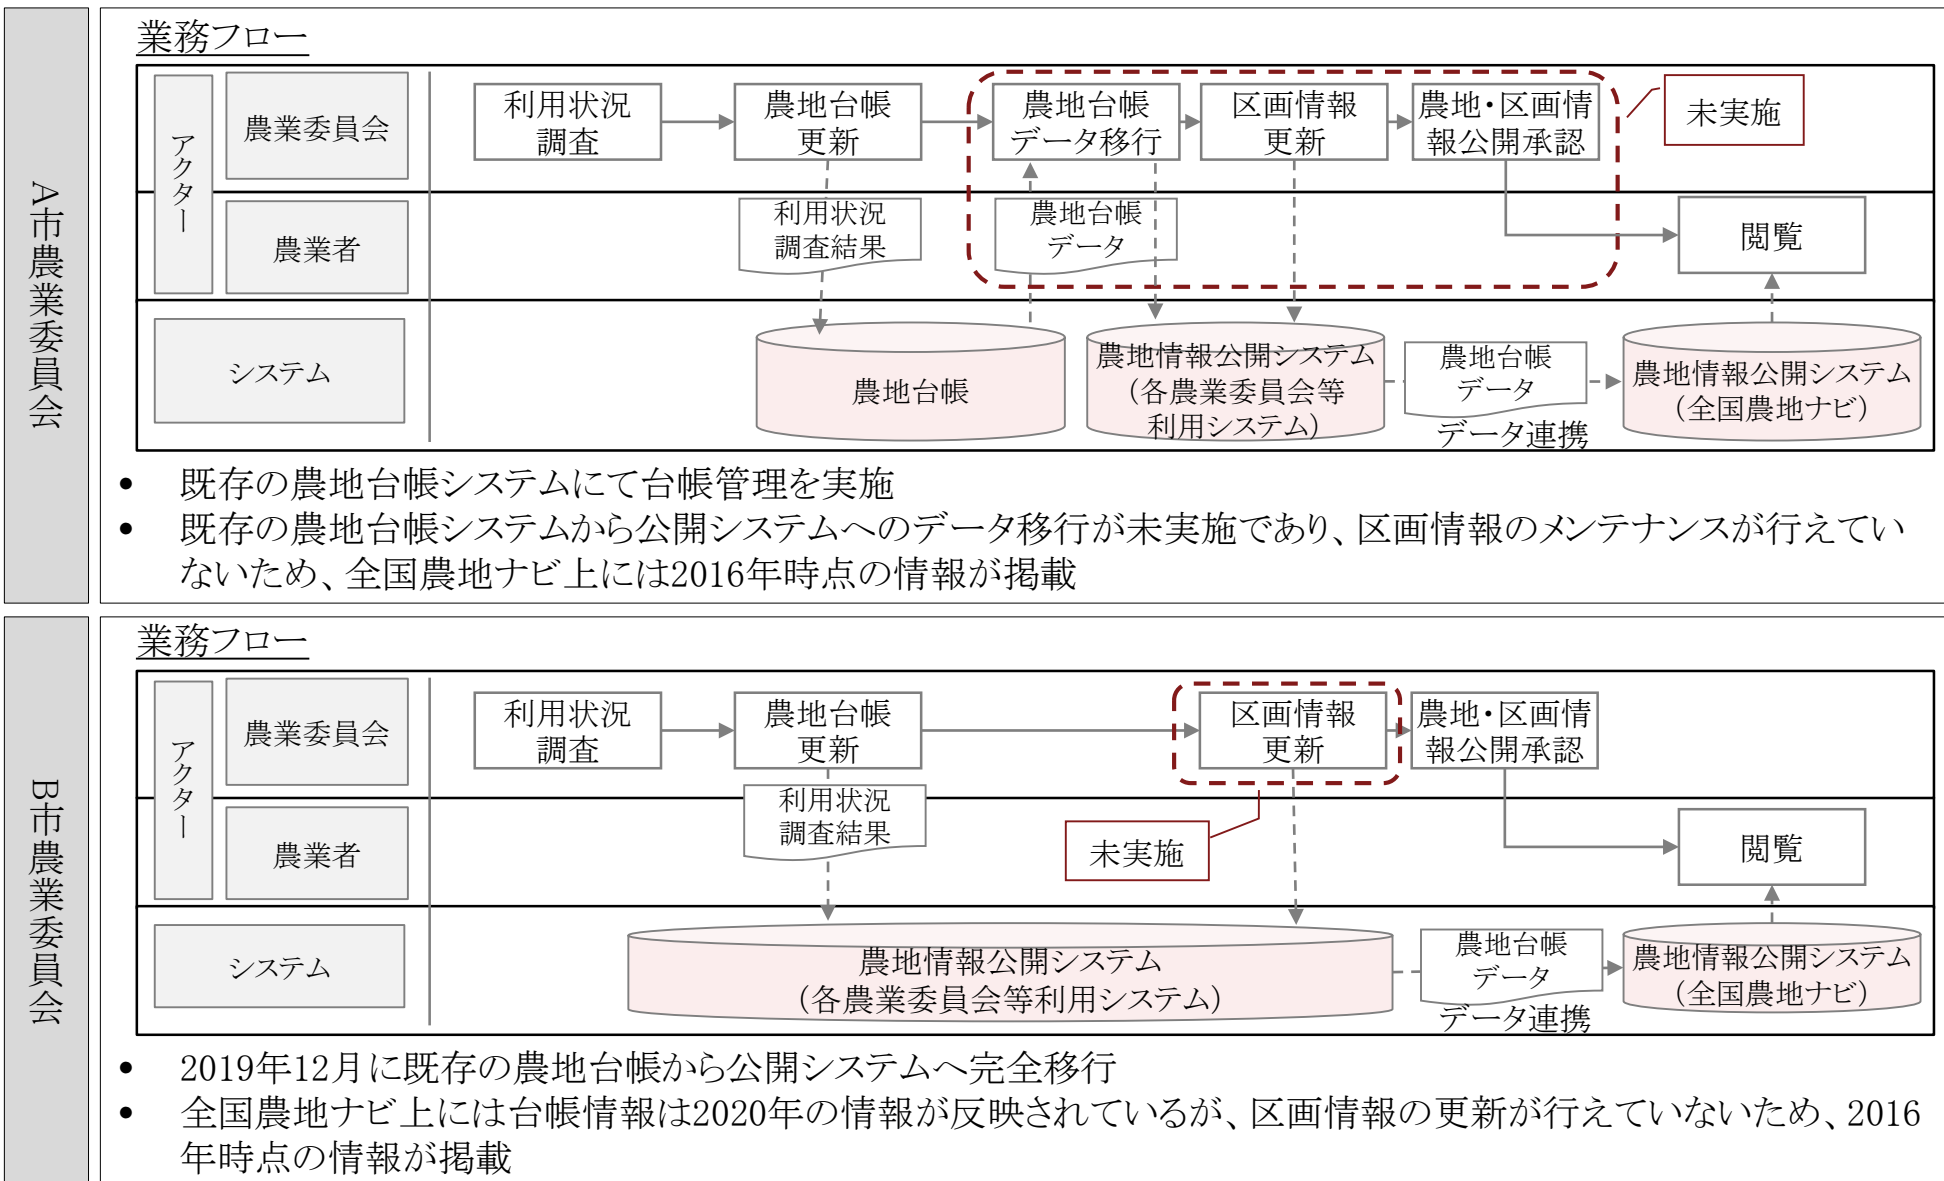 A市農業委員会
業務フロー
アクター
農業委員会
利用状況
調査
農地台帳
更新
農地台帳
データ移行
区画情報
更新
農地・区画情
報公開承認
未実施
農業者
利用状況
調査結果
農地台帳
データ
閲覧
システム
農地台帳
農地情報公開システム
（各農業委員会等
利用システム）
農地台帳
データ
データ連携
農地情報公開システム
（全国農地ナビ）
• 既存の農地台帳システムにて台帳管理を実施
• 既存の農地台帳システムから公開システムへのデータ移行が未実施であり、区画情報のメンテナンスが行えてい
ないため、全国農地ナビ上には2016年時点の情報が掲載
B市農業委員会
業務フロー
アクター
農業委員会
利用状況
調査
農地台帳
更新
区画情報
更新
農地・区画情
報公開承認
農業者
利用状況
調査結果
未実施
閲覧
システム
農地情報公開システム
（各農業委員会等利用システム）
農地台帳
データ
データ連携
農地情報公開システム
（全国農地ナビ）
• 2019年12月に既存の農地台帳から公開システムへ完全移行
• 全国農地ナビ上には台帳情報は2020年の情報が反映されているが、区画情報の更新が行えていないため、2016
年時点の情報が掲載